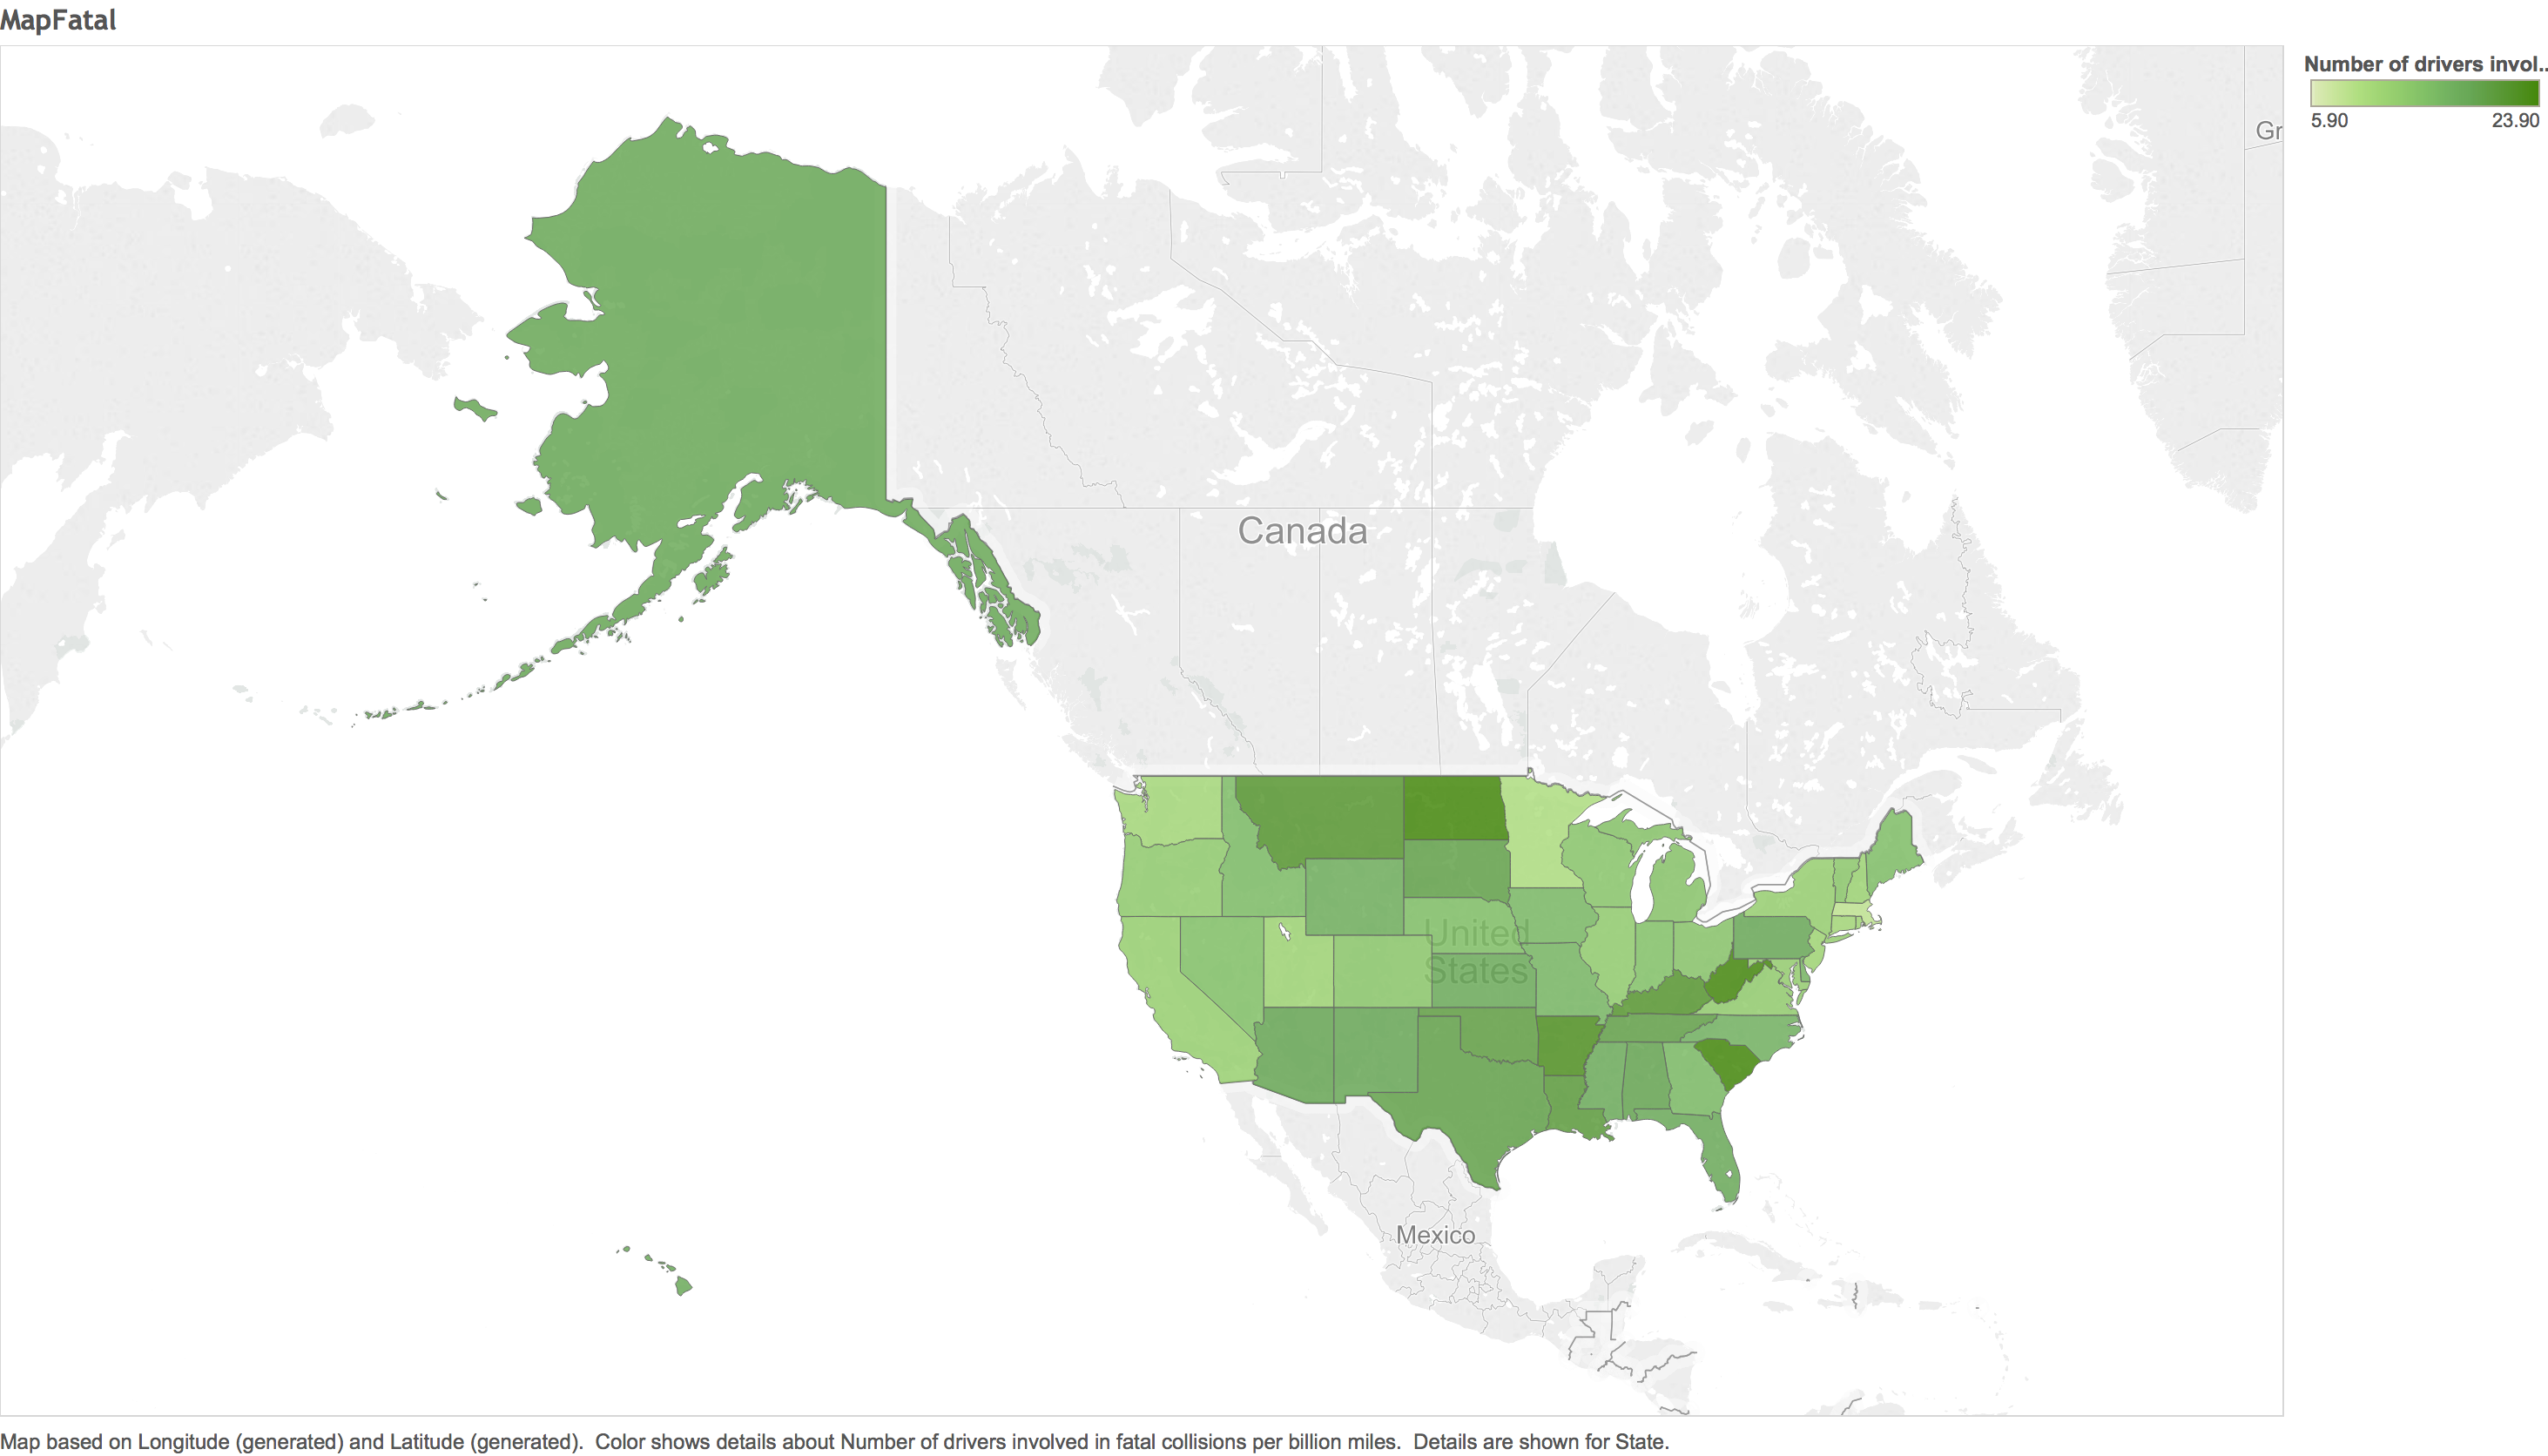 MapFatal
Number of drivers invol..
5.90 23.90
Gr
Canada
United
States
Mexico
Map based on Longitude (generated) and Latitude (generated).  Color shows details about Number of drivers involved in fatal collisions per billion miles.  Details are shown for State.